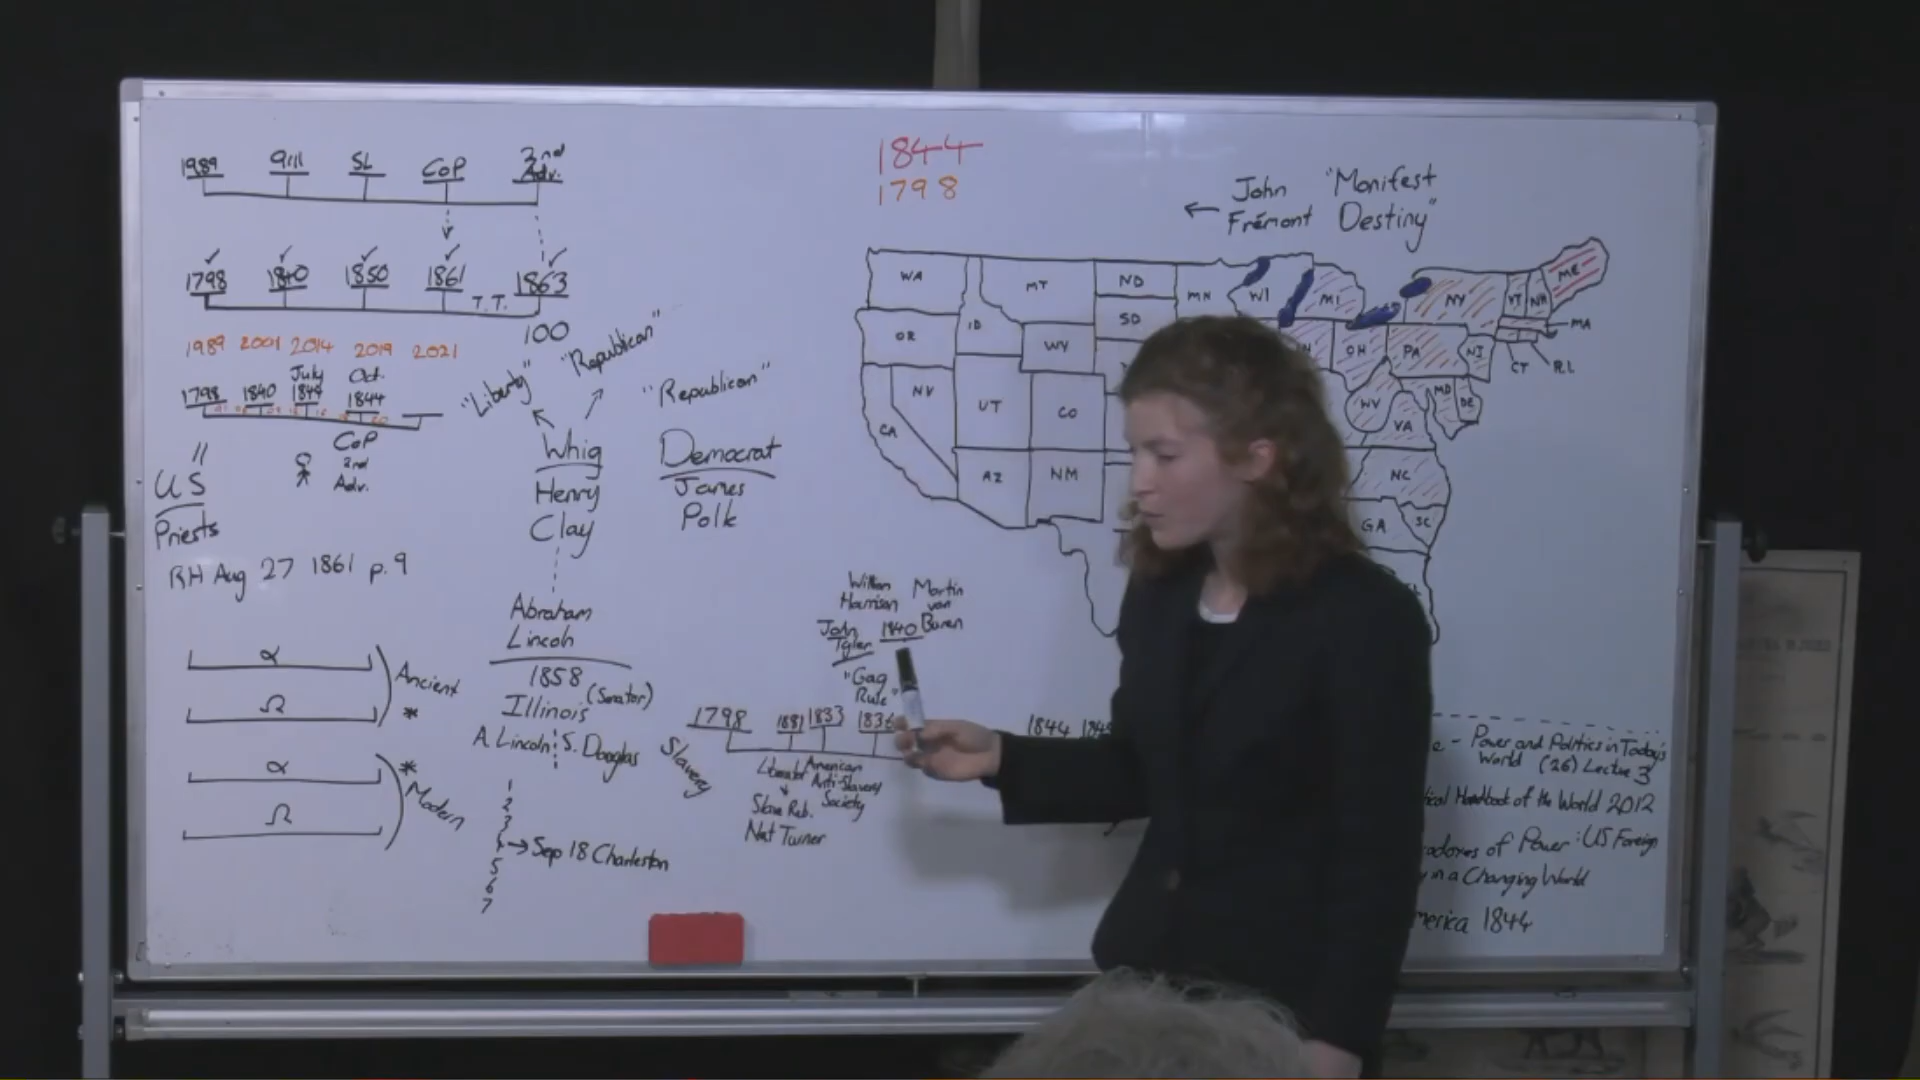 1989 9/11 SL CoP 2nd Adv.
1798 1840 1850 1861 1863
T.T.
100
1989 2001 2014 2019 2021
July Oct.
1798 1840 1844 1844
CoP
2nd
Adv.
US
Priests
RH Aug 27 1861 p. 9
α
Ω
Ancient
*
α
Ω
*
Modern
"Liberty" "Republican"
Whig
Henry
Clay
"Republican"
Democrat
James
Polk
Abraham
Lincoln
1858
(Senator)
Illinois
A. Lincoln S. Douglas
1
2
3
4 → Sep 18 Charleston
5
6
7
1844
1798
← John Frémont
"Manifest Destiny"
WA MT ND MN WI MI NY VT NH ME
OR ID SD WY OH PA NJ MA
CT R.I.
NV UT CO WV MD DE
CA VA
AZ NM NC
GA SC
Martin
van
Buren
Harrison
John
Tyler
1840
"Gag
Rule"
Slavery
1798 1831 1833 1836 1844
Liberator
Slave Reb.
Nat Turner
American
Anti-Slavery
Society
Power and Politics in Today's
World (26) Lecture 3
Handbook of the World 2012
of Power: US Foreign
in a Changing World
1844